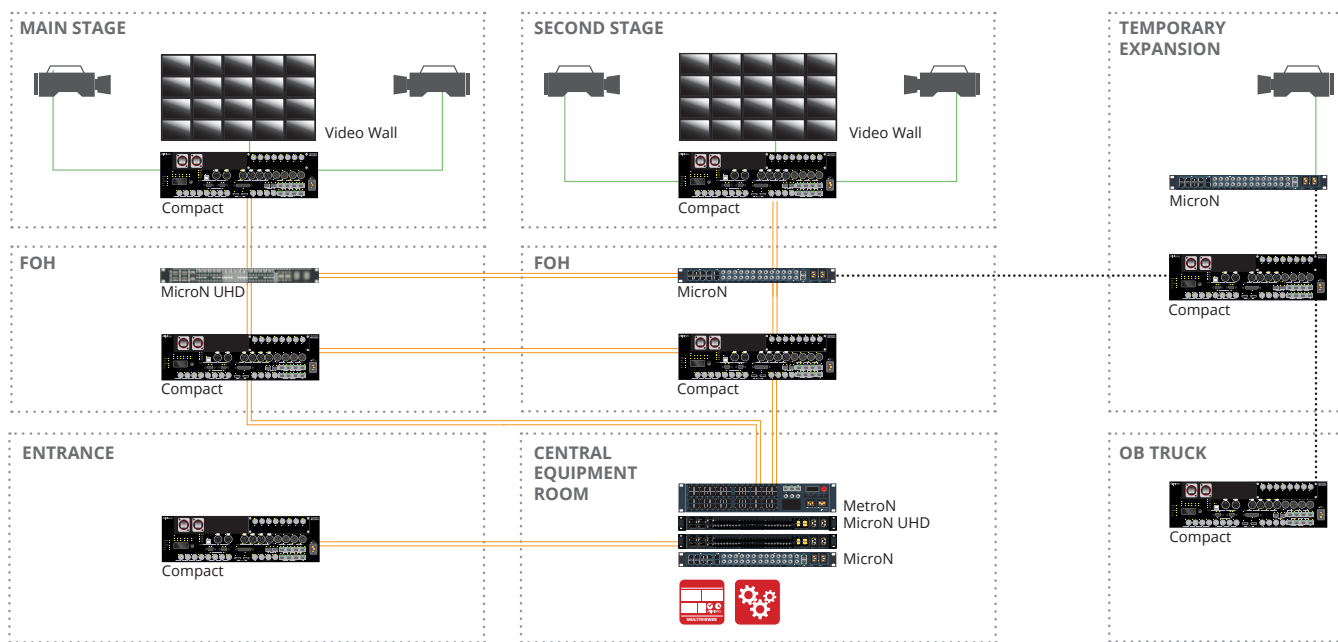 MAIN STAGE
Video Wall
Compact
SECOND STAGE
Video Wall
Compact
TEMPORARY
EXPANSION
MicroN
Compact
FOH
MicroN UHD
Compact
FOH
MicroN
Compact
ENTRANCE
Compact
CENTRAL
EQUIPMENT
ROOM
MetroN
MicroN UHD
MicroN
MULTIVIEWER
OB TRUCK
Compact